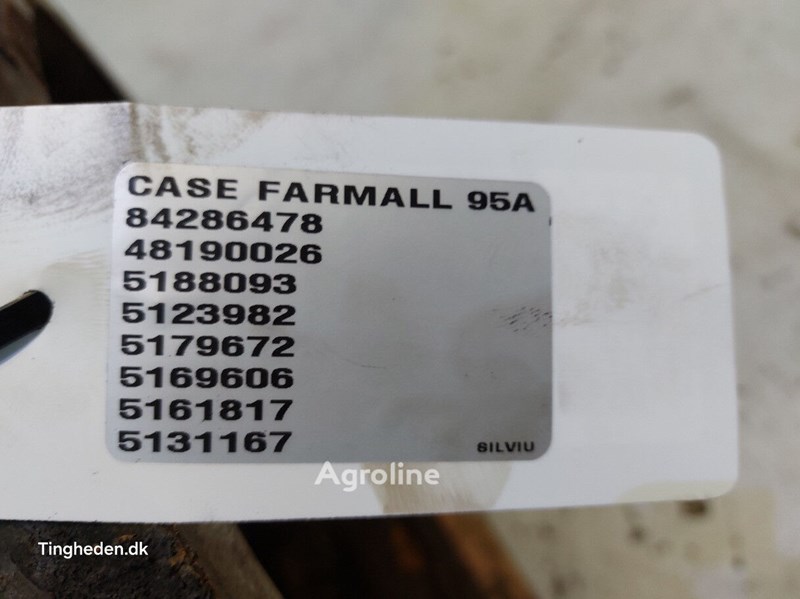 CASE FARMALL 95A
84286478
48190026
5188093
5123982
5179672
5169606
5161817
5131167
SILVIU
Agroline
Tingheden.dk